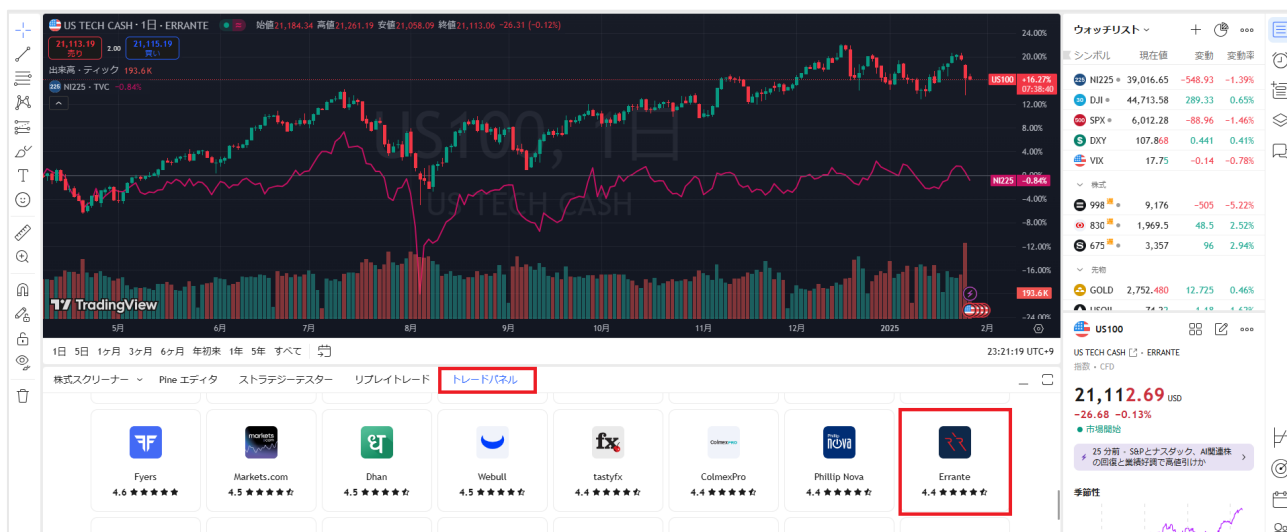 US TECH CASH・1日・ERRANTE 始値21,184.34 高値21,261.19 安値21,058.09 終値21,113.06 -26.31 (-0.12%)
21,113.19 売り 2.00 21,115.19 買い
出来高・ティック 193.6K
225 NI225・TVC -0.84%
US100, 1日
US TECH CASH
24.00%
20.00%
US100 +16.27%
07:38:40
12.00%
8.00%
4.00%
0.00%
NI225 -0.84%
-4.00%
-8.00%
-12.00%
-16.00%
193.6K
-24.00%
TradingView
5月 6月 7月 8月 9月 10月 11月 12月 2025 2月
1日 5日 1ヶ月 3ヶ月 6ヶ月 年初来 1年 5年 すべて
23:21:19 UTC+9
株式スクリーナー Pine エディタ ストラテジーテスター リプレイトレード トレードパネル
Fyers 4.6
markets.com
Markets.com 4.5
Dhan 4.5
Webull 4.5
fx
tastyfx 4.4
ColmexPRO
ColmexPro 4.4
Phillip nova
Phillip Nova 4.4
Errante 4.4
ウォッチリスト
シンボル 現在値 変動 変動率
225 NI225 39,016.65 -548.93 -1.39%
30 DJI 44,713.58 289.33 0.65%
500 SPX 6,012.28 -88.96 -1.46%
DXY 107.868 0.441 0.41%
VIX 17.75 -0.14 -0.78%
株式
998 9,176 -505 -5.22%
830 1,969.5 48.5 2.52%
675 3,357 96 2.94%
先物
GOLD 2,752.480 12.725 0.46%
US100
US TECH CASH・ERRANTE
指数・CFD
21,112.69 USD
-26.68 -0.13%
市場開始
25 分前・S&Pとナスダック、AI関連株
の回復と業績好調で高値引けか
季節性